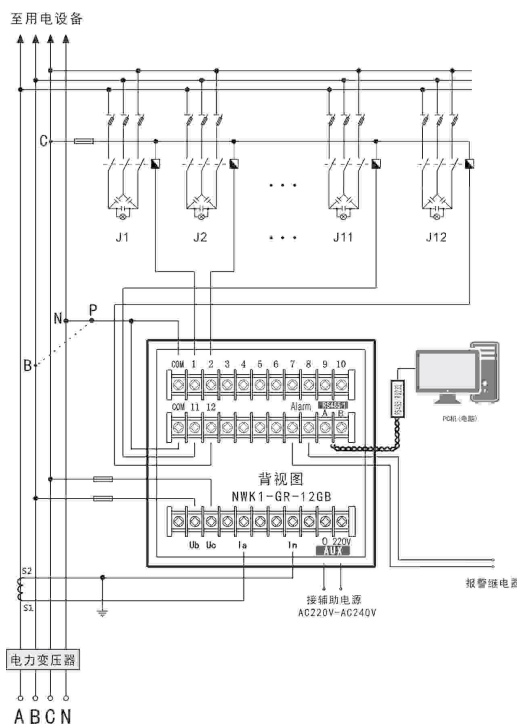 至用电设备
C
J1 J2 J11 J12
N P
B
COM 1 2 3 4 5 6 7 8 9 10
COM 11 12 Alarm RS485-1
A B
RS485-RS232
PC机(电脑)
背视图
NWK1-GR-12GB
Ub Uc Ia In 0 220V
AUX
S2
S1
接辅助电源
AC220V-AC240V
报警继电器
电力变压器
A B C N